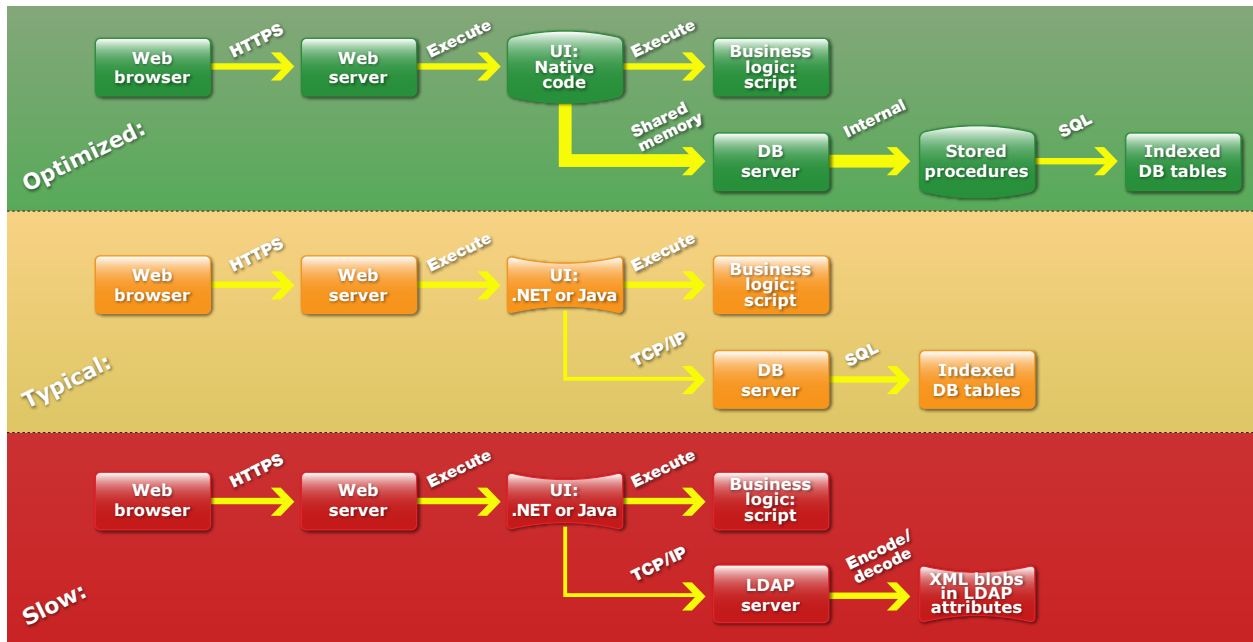 Optimized:
Web
browser
HTTPS
Web
server
Execute
UI:
Native
code
Execute
Business
logic:
script
Shared
memory
DB
server
Internal
Stored
procedures
SQL
Indexed
DB tables
Typical:
Web
browser
HTTPS
Web
server
Execute
UI:
.NET or Java
Execute
Business
logic:
script
TCP/IP
DB
server
SQL
Indexed
DB tables
Slow:
Web
browser
HTTPS
Web
server
Execute
UI:
.NET or Java
Execute
Business
logic:
script
TCP/IP
LDAP
server
Encode/
decode
XML blobs
in LDAP
attributes